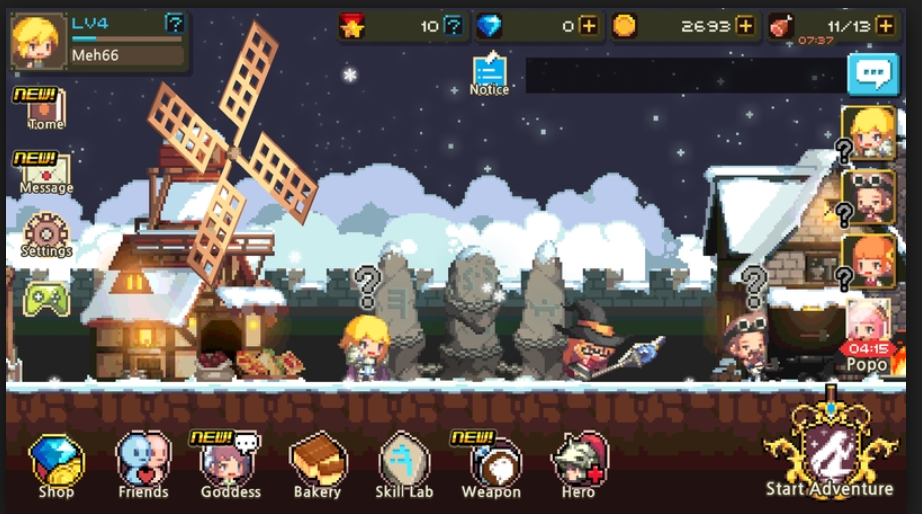 LV4
10
0
2693
11/13
07:37
Meh66
Notice
NEW!
Tome
NEW!
Message
Settings
04:15
Popo
NEW!
NEW!
Shop
Friends
Goddess
Bakery
Skill Lab
Weapon
Hero
Start Adventure